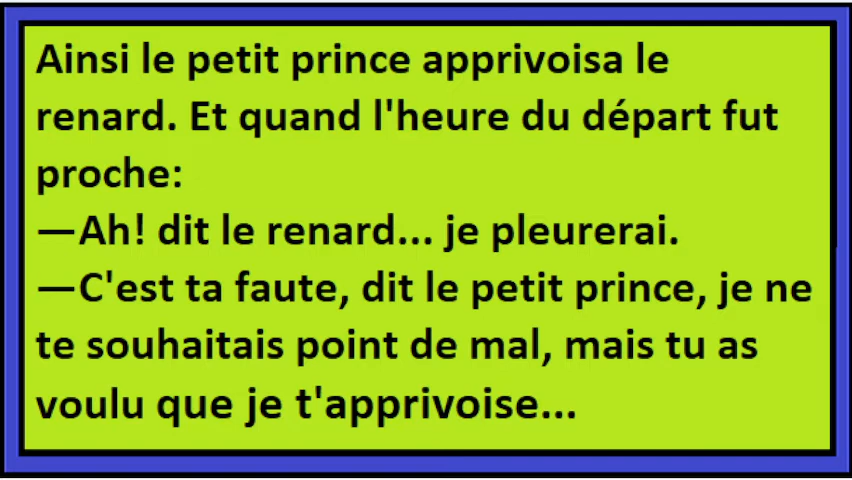 Ainsi le petit prince apprivoisa le
renard. Et quand l'heure du départ fut
proche:
—Ah! dit le renard... je pleurerai.
—C'est ta faute, dit le petit prince, je ne
te souhaitais point de mal, mais tu as
voulu que je t'apprivoise...